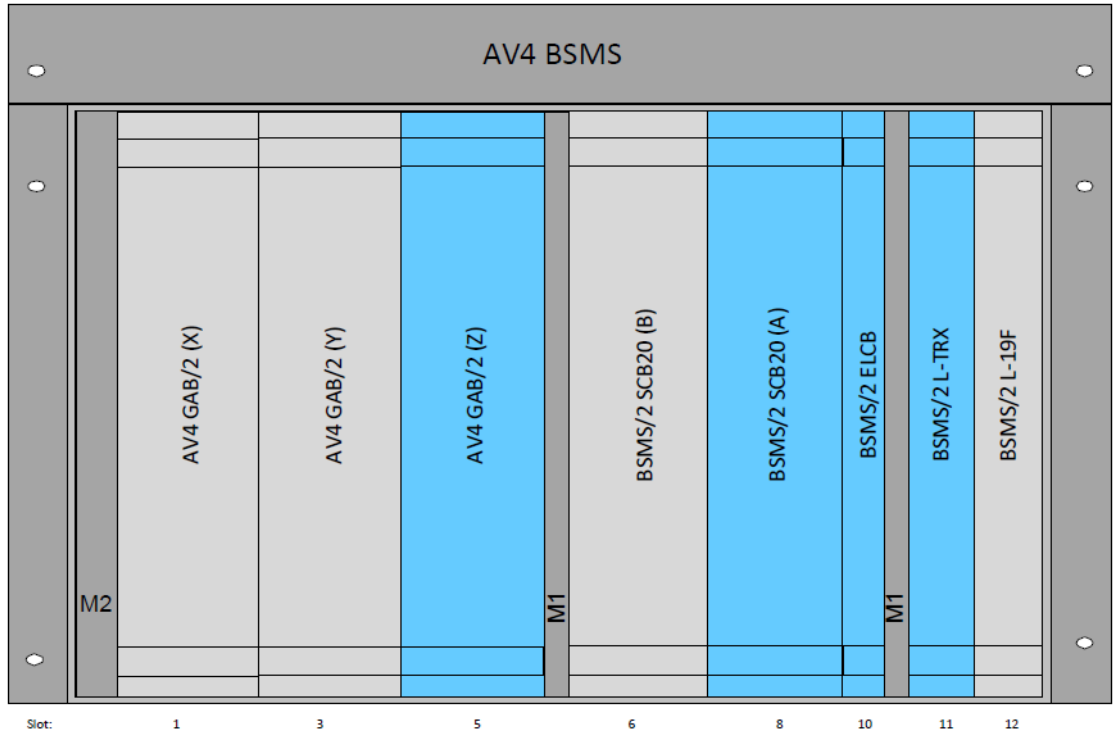 AV4 BSMS
M2
AV4 GAB/2 (X)
AV4 GAB/2 (Y)
AV4 GAB/2 (Z)
M1
BSMS/2 SCB20 (B)
BSMS/2 SCB20 (A)
BSMS/2 ELCB
M1
BSMS/2 L-TRX
BSMS/2 L-19F
Slot: 1 3 5 6 8 10 11 12